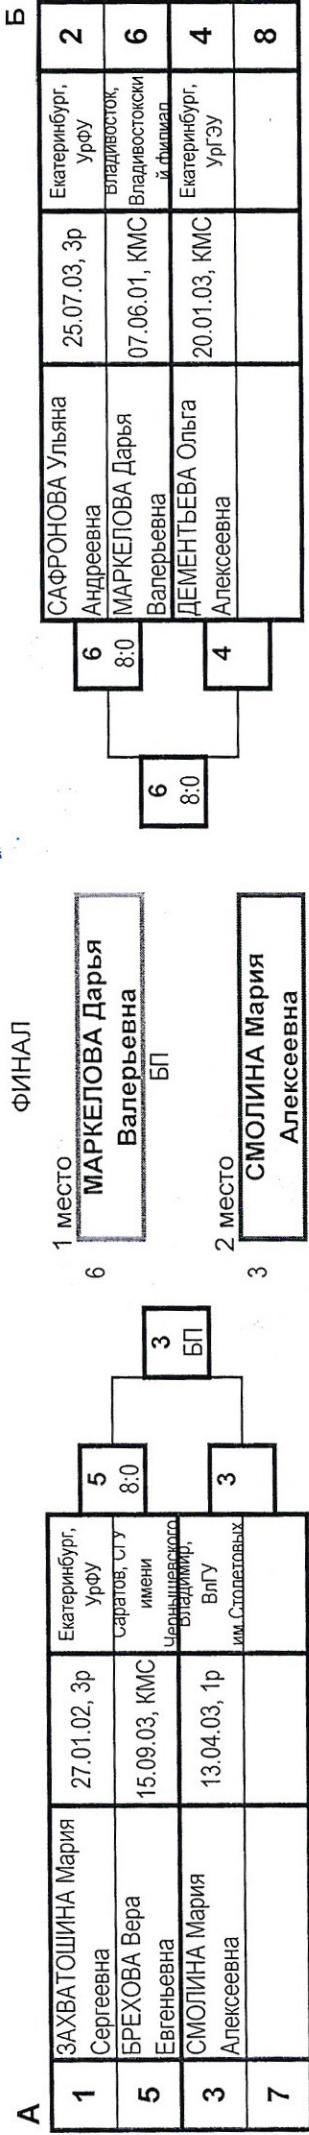 А
1
ЗАХВАТОШИНА Мария
Сергеевна
27.01.02, 3р
Екатеринбург,
УрФУ
5
БРЕХОВА Вера
Евгеньевна
15.09.03, КМС
Саратов, СГУ
имени
Чернышевского
3
СМОЛИНА Мария
Алексеевна
13.04.03, 1р
Владимир,
ВлГУ
им.Столетовых
7
5
8:0
3
3
БП
ФИНАЛ
1 место
6
МАРКЕЛОВА Дарья
Валерьевна
БП
2 место
3
СМОЛИНА Мария
Алексеевна
6
8:0
6
8:0
4
Б
САФРОНОВА Ульяна
Андреевна
25.07.03, 3р
Екатеринбург,
УрФУ
2
МАРКЕЛОВА Дарья
Валерьевна
07.06.01, КМС
Владивосток,
Владивостокски
й филиал
6
ДЕМЕНТЬЕВА Ольга
Алексеевна
20.01.03, КМС
Екатеринбург,
УрГЭУ
4
8